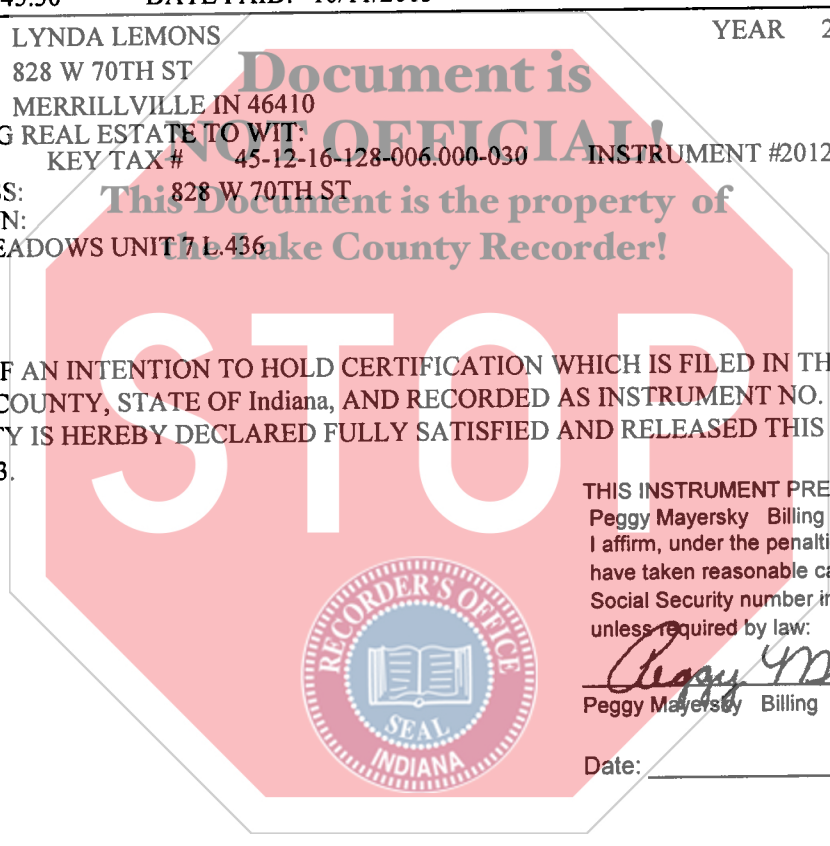 LYNDA LEMONS YEAR 2
828 W 70TH ST
MERRILLVILLE IN 46410
Document is
NOT OFFICIAL!
This Document is the property of
the Lake County Recorder!
G REAL ESTATE TO WIT:
KEY TAX # 45-12-16-128-006.000-030 INSTRUMENT #2012
SS: 828 W 70TH ST
N:
EADOWS UNIT 7 L.436
STOP
F AN INTENTION TO HOLD CERTIFICATION WHICH IS FILED IN TH
COUNTY, STATE OF Indiana, AND RECORDED AS INSTRUMENT NO.
TY IS HEREBY DECLARED FULLY SATISFIED AND RELEASED THIS
3.
THIS INSTRUMENT PRE
Peggy Mayersky Billing
I affirm, under the penalti
have taken reasonable ca
Social Security number in
unless required by law:
Peggy M
Peggy Mayersky Billing
Date:
RECORDER'S OFFICE
SEAL
INDIANA